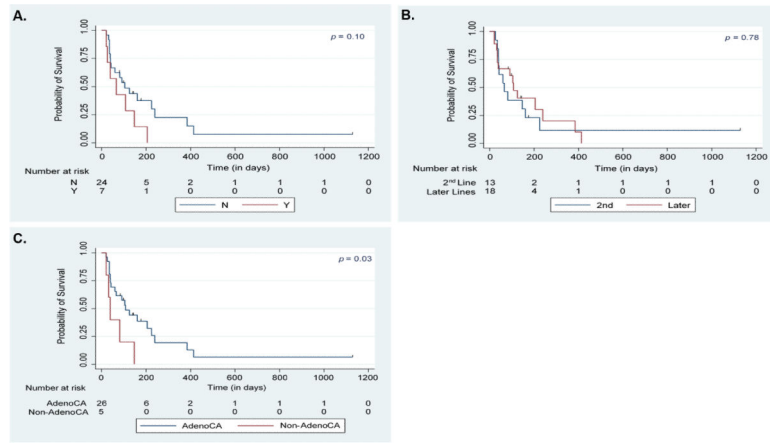 A.
p = 0.10
Probability of Survival
1.00
0.75
0.50
0.25
0.00
0 200 400 600 800 1000 1200
Time (in days)
Number at risk
N 24 5 2 1 1 1 0
Y 7 1 0 0 0 0 0
N Y
B.
p = 0.78
Probability of Survival
1.00
0.75
0.50
0.25
0.00
0 200 400 600 800 1000 1200
Time (in days)
Number at risk
2nd Line 13 2 1 1 1 1 0
Later Lines 18 4 1 0 0 0 0
2nd Later
C.
p = 0.03
Probability of Survival
1.00
0.75
0.50
0.25
0.00
0 200 400 600 800 1000 1200
Time (in days)
Number at risk
AdenoCA 26 6 2 1 1 1 0
Non-AdenoCA 5 0 0 0 0 0 0
AdenoCA Non-AdenoCA